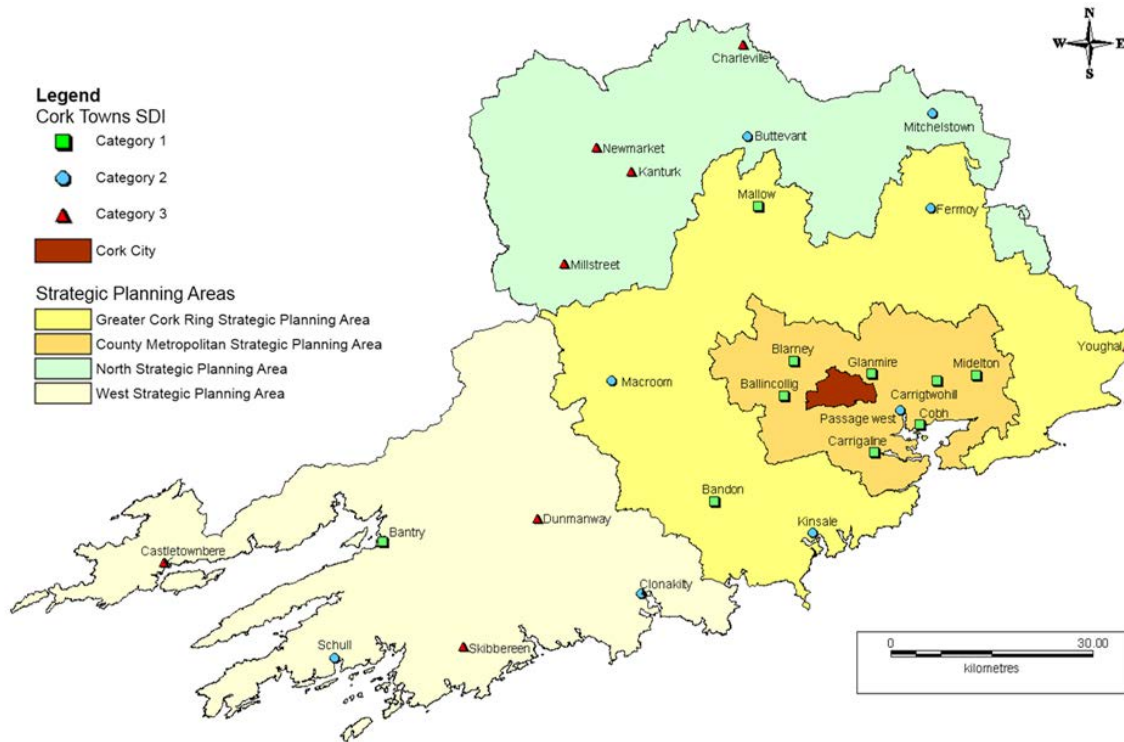 N
W E
S
Legend
Cork Towns SDI
Category 1
Category 2
Category 3
Cork City
Strategic Planning Areas
Greater Cork Ring Strategic Planning Area
County Metropolitan Strategic Planning Area
North Strategic Planning Area
West Strategic Planning Area
Charleville
Mitchelstown
Buttevant
Newmarket
Kanturk
Mallow
Fermoy
Millstreet
Youghal
Blarney
Glanmire
Midelton
Macroom
Ballincollig
Carrigtwohill
Passage west
Cobh
Carrigaline
Bandon
Kinsale
Dunmanway
Bantry
Castletownbere
Clonakilty
Schull
Skibbereen
0 30.00
kilometres